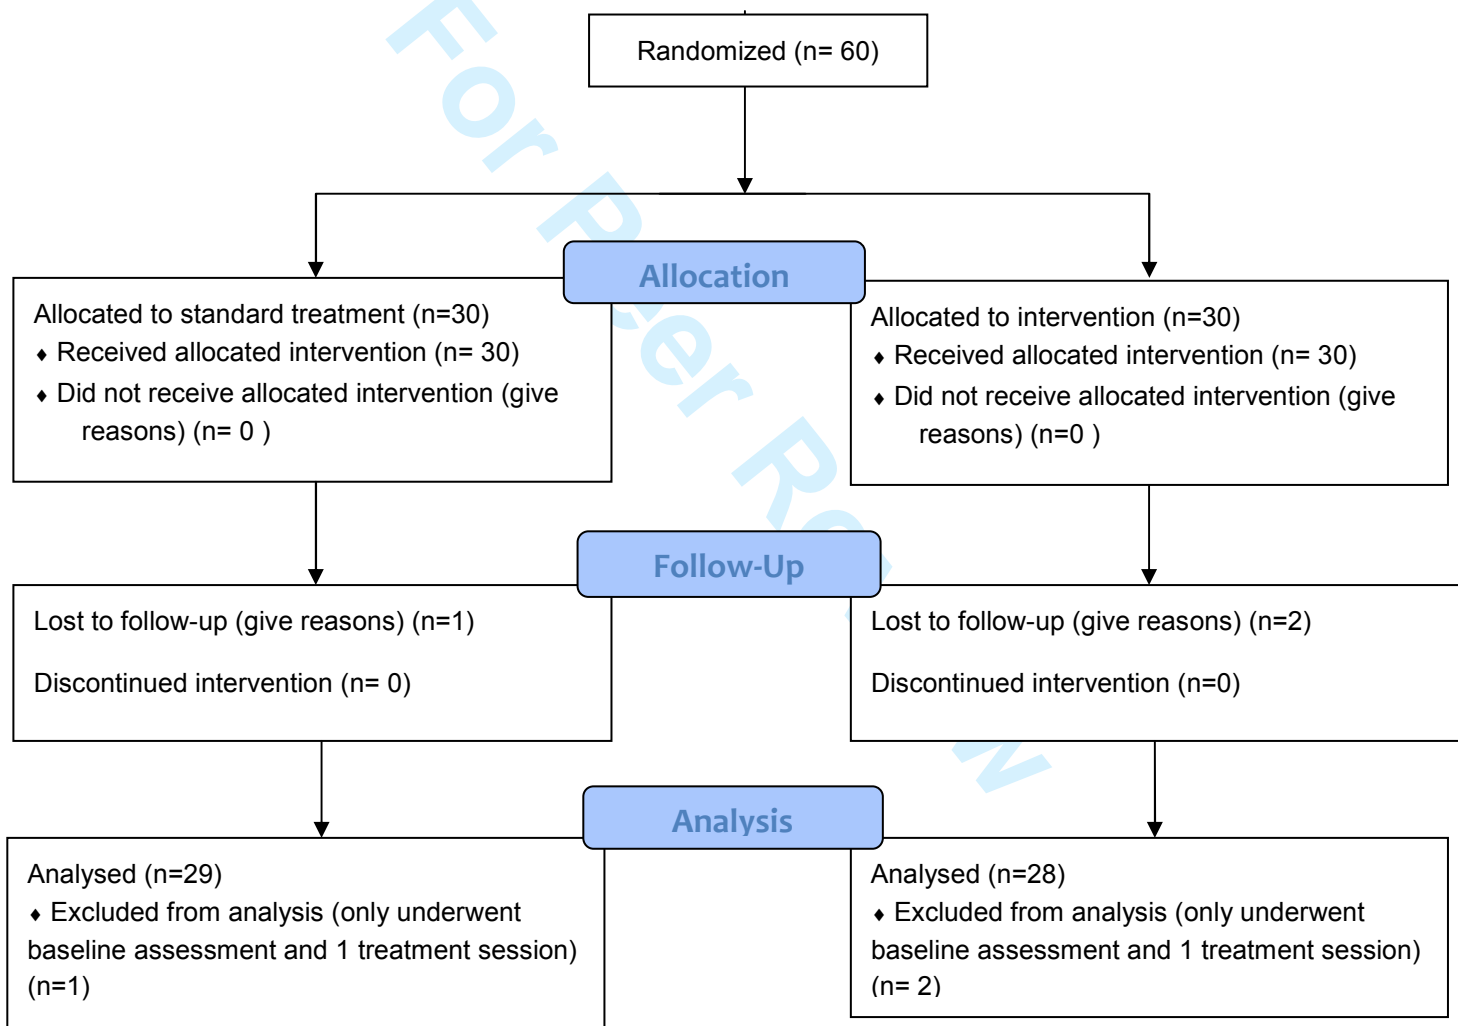 Randomized (n= 60)
Allocation
Allocated to standard treatment (n=30)
♦ Received allocated intervention (n= 30)
♦ Did not receive allocated intervention (give
reasons) (n= 0 )
Allocated to intervention (n=30)
♦ Received allocated intervention (n= 30)
♦ Did not receive allocated intervention (give
reasons) (n=0 )
Follow-Up
Lost to follow-up (give reasons) (n=1)
Discontinued intervention (n= 0)
Lost to follow-up (give reasons) (n=2)
Discontinued intervention (n=0)
Analysis
Analysed (n=29)
♦ Excluded from analysis (only underwent
baseline assessment and 1 treatment session)
(n=1)
Analysed (n=28)
♦ Excluded from analysis (only underwent
baseline assessment and 1 treatment session)
(n= 2)
For Peer Review